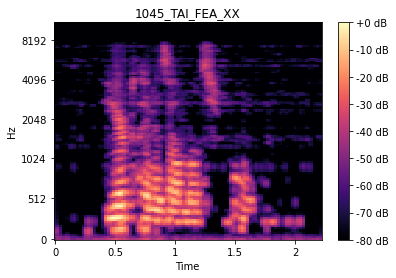 1045_TAI_FEA_XX
Hz
8192
4096
2048
1024
512
0
0
0.5
1
1.5
2
Time
+0 dB
-10 dB
-20 dB
-30 dB
-40 dB
-50 dB
-60 dB
-70 dB
-80 dB